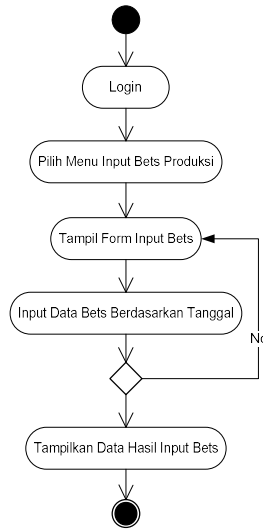 Login
Pilih Menu Input Bets Produksi
Tampil Form Input Bets
Input Data Bets Berdasarkan Tanggal
No
Tampilkan Data Hasil Input Bets